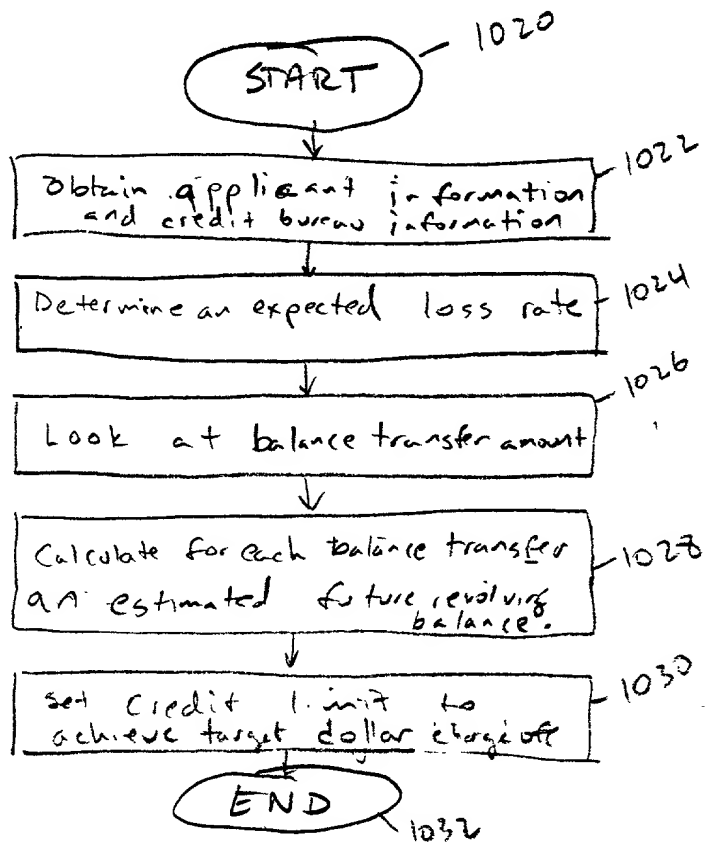 1020
START
1022
Obtain applicant information
and credit bureau information
1024
Determine an expected loss rate
1026
Look at balance transfer amount
Calculate for each balance transfer
1028
an estimated future revolving
balance.
1030
set credit limit to
achieve target dollar chargeoff
END
1032